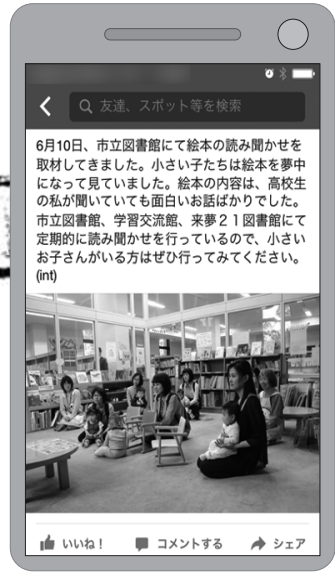 友達、スポット等を検索
6月10日、市立図書館にて絵本の読み聞かせを
取材してきました。小さい子たちは絵本を夢中
になって見ていました。絵本の内容は、高校生
の私が聞いていても面白いお話ばかりでした。
市立図書館、学習交流館、来夢21図書館にて
定期的に読み聞かせを行っているので、小さい
お子さんがいる方はぜひ行ってみてください。
(int)
いいね! コメントする シェア